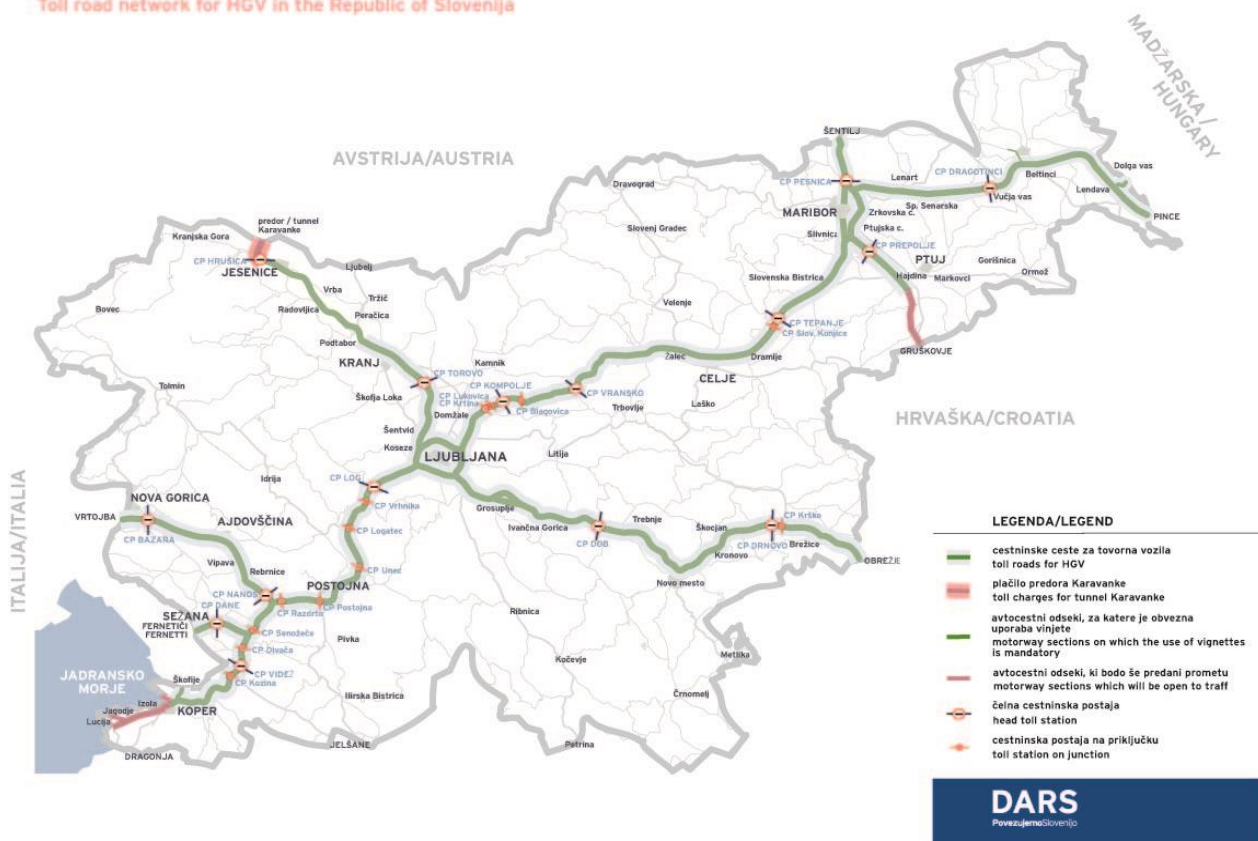 Toll road network for HGV in the Republic of Slovenija
MADŽARSKA /
HUNGARY
AVSTRIJA/AUSTRIA
HRVAŠKA/CROATIA
ITALIJA/ITALIA
JADRANSKO
MORJE
ŠENTILJ
CP PESNICA
Lenart
CP DRAGOTINCI
Beltinci
Dolga vas
Lendava
PINCE
Vučja vas
Sp. Senarska
MARIBOR
Zrkovska c.
Ptujska c.
Slivnica
CP PREPOLJE
PTUJ
Gorišnica
Hajdina
Markovci
Ormož
GRUŠKOVJE
Dravograd
Slovenj Gradec
Slovenska Bistrica
Velenje
CP TEPANJE
CP Slov. Konjice
Dramlje
Žalec
CELJE
Laško
Trbovlje
predor / tunnel
Karavanke
Kranjska Gora
CP HRUŠICA
JESENICE
Ljubelj
Vrba
Tržič
Radovljica
Peračica
Bovec
Podtabor
KRANJ
CP TOROVO
Kamnik
CP KOMPOLJE
CP Lukovica
CP Krtina
CP Blagovica
CP VRANSKO
Domžale
Tolmin
Škofja Loka
Šentvid
Koseze
LJUBLJANA
Litija
CP LOG
Idrija
CP Vrhnika
CP Logatec
CP Unec
NOVA GORICA
VRTOJBA
CP BAZARA
AJDOVŠČINA
Vipava
Rebrnice
CP NANOS
POSTOJNA
CP Razdrto
CP Postojna
SEŽANA
CP DANE
FERNETIČI
FERNETTI
CP Senožeče
CP Divača
CP VIDEŽ
CP Kozina
Pivka
Škofije
Izola
KOPER
Jagodje
Lucija
DRAGONJA
Ilirska Bistrica
JELŠANE
Grosuplje
Ivančna Gorica
CP DOB
Trebnje
Škocjan
Kronovo
Novo mesto
CP Krško
CP DRNOVO
Brežice
OBREŽJE
Ribnica
Kočevje
Metlika
Črnomelj
Petrina
LEGENDA/LEGEND
cestninske ceste za tovorna vozila
toll roads for HGV
plačilo predora Karavanke
toll charges for tunnel Karavanke
avtocestni odseki, za katere je obvezna
uporaba vinjete
motorway sections on which the use of vignettes
is mandatory
avtocestni odseki, ki bodo še predani prometu
motorway sections which will be open to traff
čelna cestninska postaja
head toll station
cestninska postaja na priključku
toll station on junction
DARS
PovezujemoSlovenijo